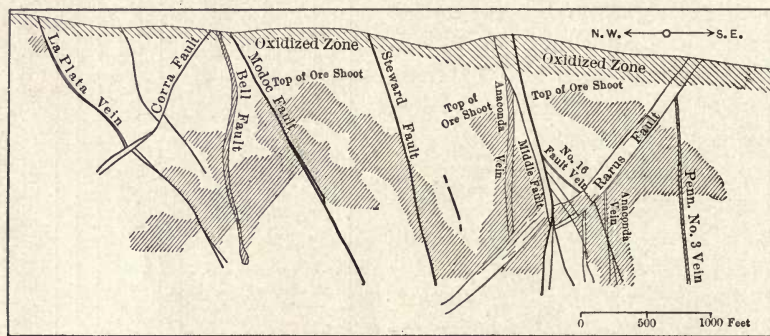 N. W. S. E.
La Plata Vein
Corra Fault
Bell Fault
Oxidized Zone
Modoc Fault
Top of Ore Shoot
Steward Fault
Top of
Ore Shoot
Anaconda
Vein
Middle Fault
Oxidized Zone
Top of Ore Shoot
No. 16
Fault Vein
Rarus Fault
Anaconda
Vein
Penn. No. 3 Vein
0 500 1000 Feet